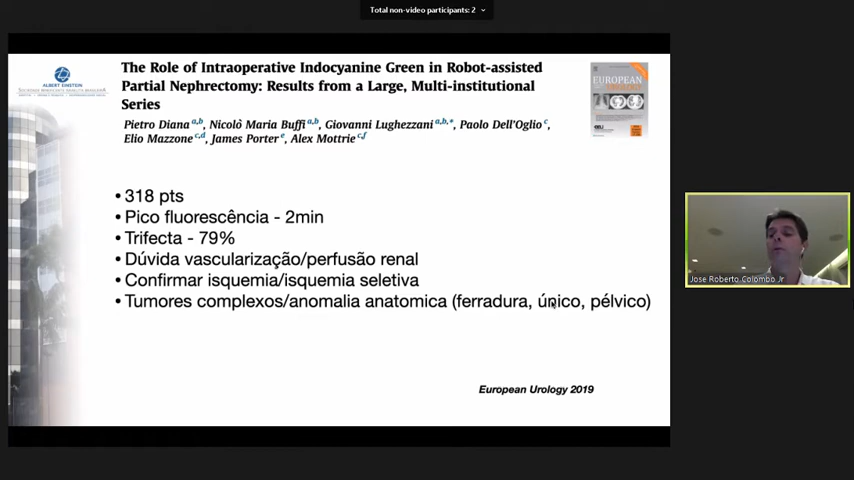 Total non-video participants: 2
ALBERT EINSTEIN
The Role of Intraoperative Indocyanine Green in Robot-assisted
Partial Nephrectomy: Results from a Large, Multi-institutional
Series
Pietro Diana a,b, Nicolò Maria Buffi a,b, Giovanni Lughezzani a,b,*, Paolo Dell'Oglio c,
Elio Mazzone c,d, James Porter e, Alex Mottrie c,f
EUROPEAN
UROLOGY
• 318 pts
• Pico fluorescência - 2min
• Trifecta - 79%
• Dúvida vascularização/perfusão renal
• Confirmar isquemia/isquemia seletiva
• Tumores complexos/anomalia anatomica (ferradura, único, pélvico)
European Urology 2019
Jose Roberto Colombo Jr